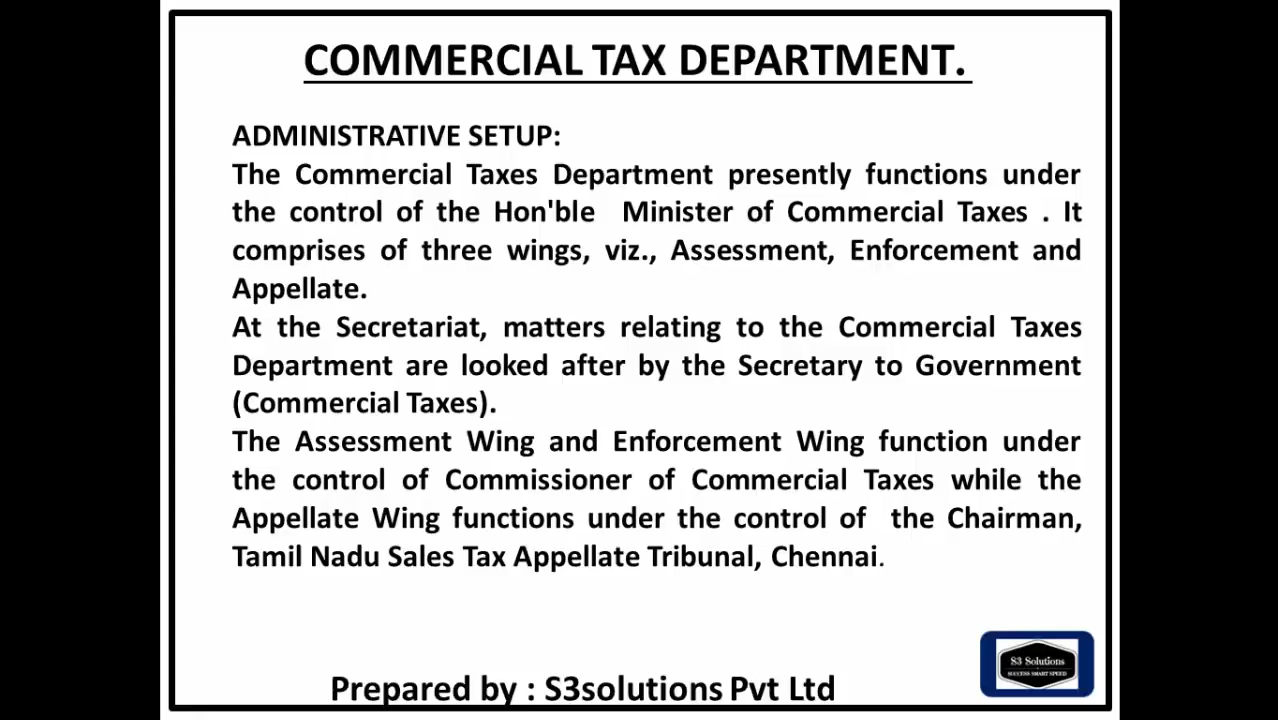 COMMERCIAL TAX DEPARTMENT.
ADMINISTRATIVE SETUP:
The Commercial Taxes Department presently functions under
the control of the Hon'ble Minister of Commercial Taxes . It
comprises of three wings, viz., Assessment, Enforcement and
Appellate.
At the Secretariat, matters relating to the Commercial Taxes
Department are looked after by the Secretary to Government
(Commercial Taxes).
The Assessment Wing and Enforcement Wing function under
the control of Commissioner of Commercial Taxes while the
Appellate Wing functions under the control of the Chairman,
Tamil Nadu Sales Tax Appellate Tribunal, Chennai.
S3 Solutions
SUCCESS SMART SPEED
Prepared by : S3solutions Pvt Ltd